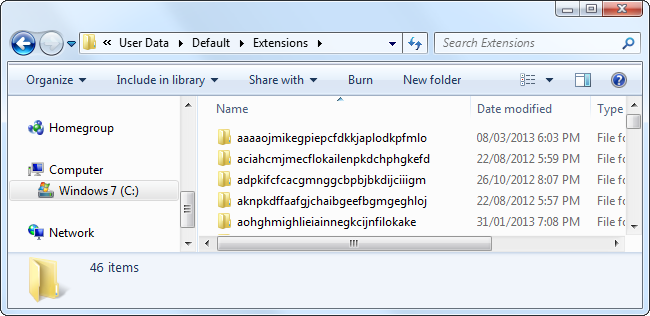 « User Data ▸ Default ▸ Extensions ▸ Search Extensions
Organize Include in library Share with Burn New folder
Name Date modified Type
Homegroup
Computer
Windows 7 (C:)
Network
aaaaojmikegpiepcfdkkjaplodkpfmlo 08/03/2013 6:03 PM File fo
aciahcmjmecflokailenpkdchphgkefd 22/08/2012 5:59 PM File fo
adpkifcfcacgmnggcbpbjbkdijciiigm 26/10/2012 8:07 PM File fo
aknpkdffaafgjchaibgeefbgmgeghloj 22/08/2012 5:57 PM File fo
aohghmighlieiainnegkcijnfilokake 31/01/2013 7:08 PM File fo
46 items